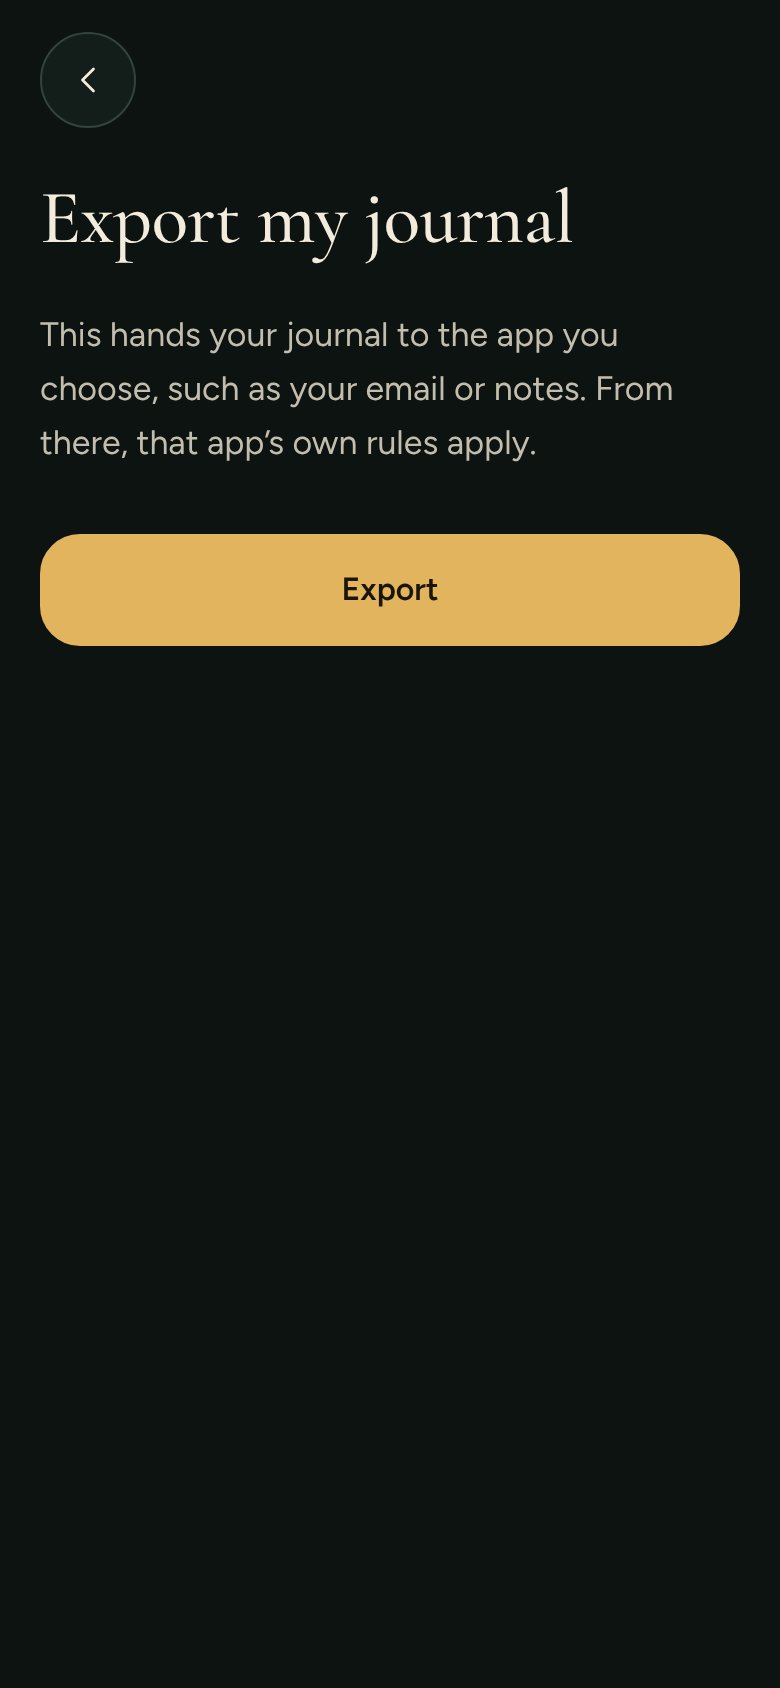 Export my journal
This hands your journal to the app you
choose, such as your email or notes. From
there, that app’s own rules apply.
Export